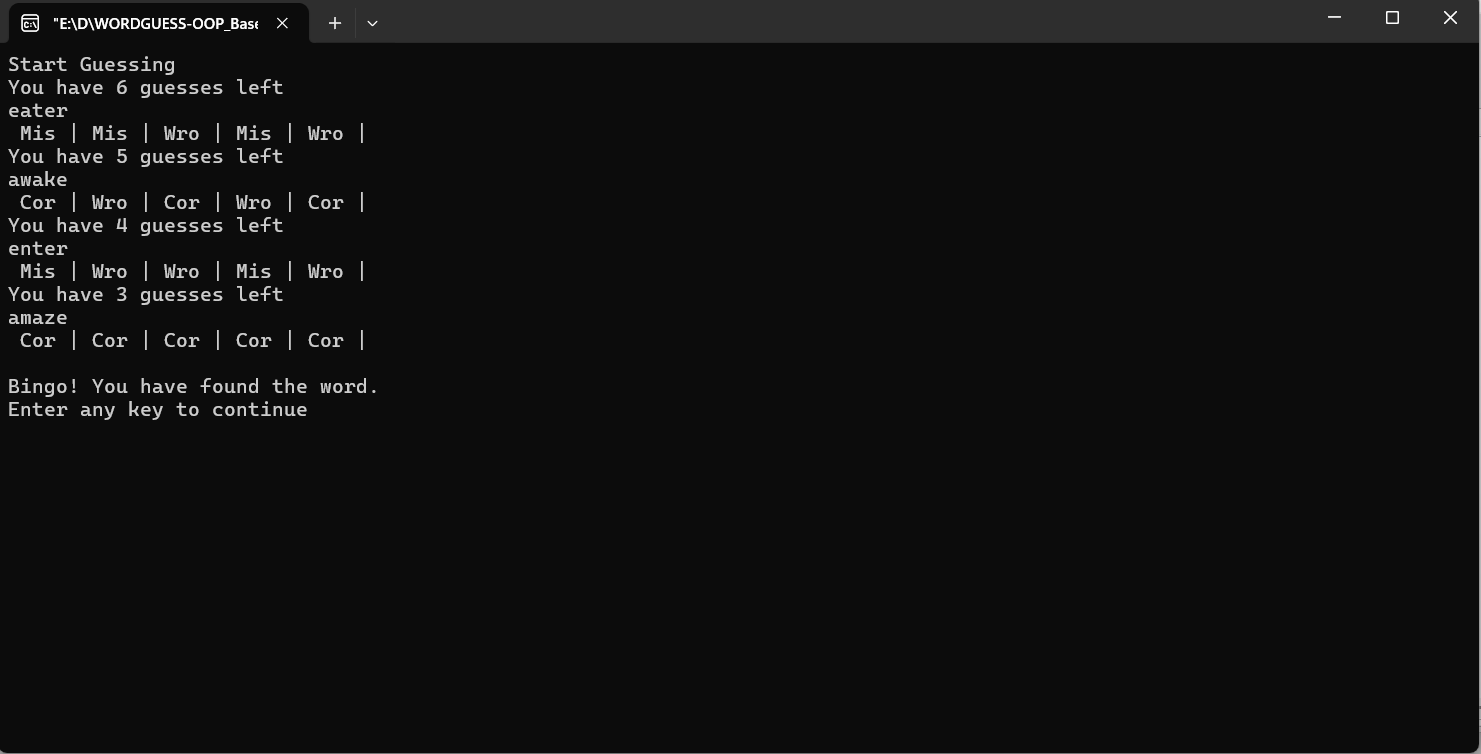 "E:\D\WORDGUESS-OOP_Base
Start Guessing
You have 6 guesses left
eater
Mis | Mis | Wro | Mis | Wro |
You have 5 guesses left
awake
Cor | Wro | Cor | Wro | Cor |
You have 4 guesses left
enter
Mis | Wro | Wro | Mis | Wro |
You have 3 guesses left
amaze
Cor | Cor | Cor | Cor | Cor |
Bingo! You have found the word.
Enter any key to continue